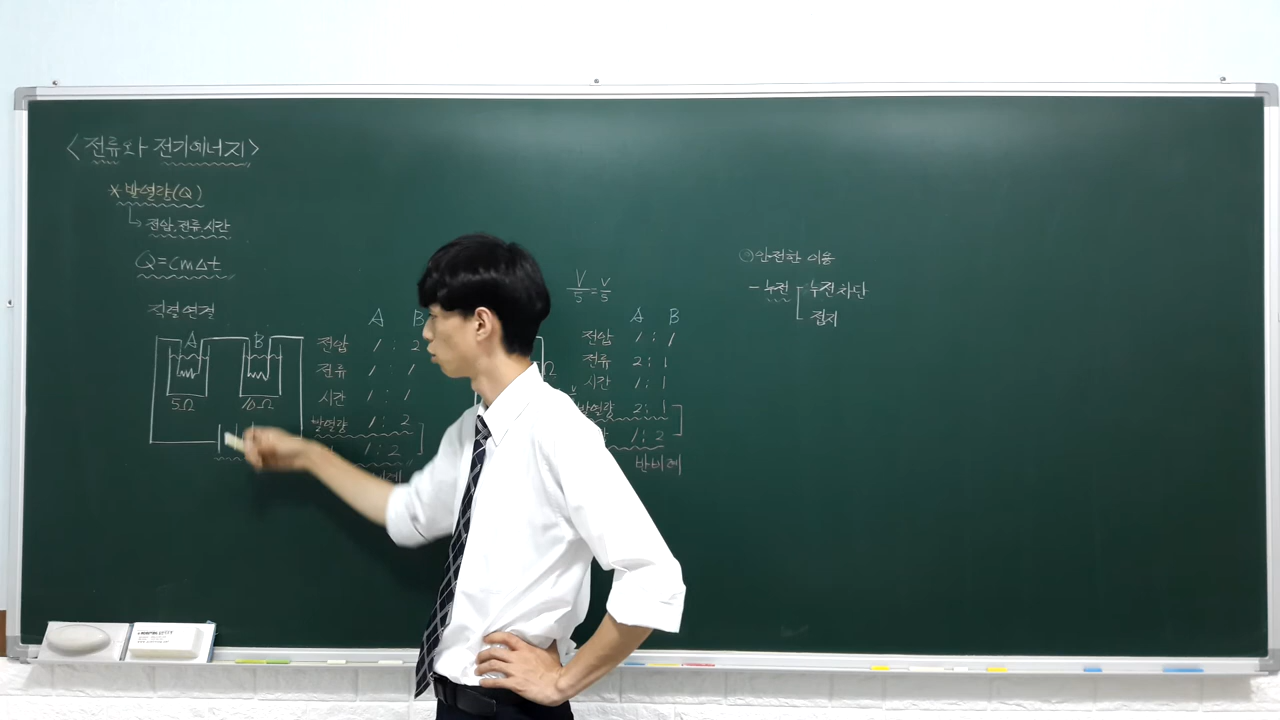 <전류와 전기에너지>
*발열량(Q)
전압, 전류, 시간
Q=cmΔt
직렬연결
A B
5Ω 10Ω
A B
전압 1 : 2
전류 1 : 1
시간 1 : 1
발열량 1 : 2
1 : 2
V/5 = V/5
A B
전압 1 : 1
전류 2 : 1
시간 1 : 1
발열량 2 : 1
1 : 2
반비례
Ω
안전한 이용
- 누전 누전차단
접지